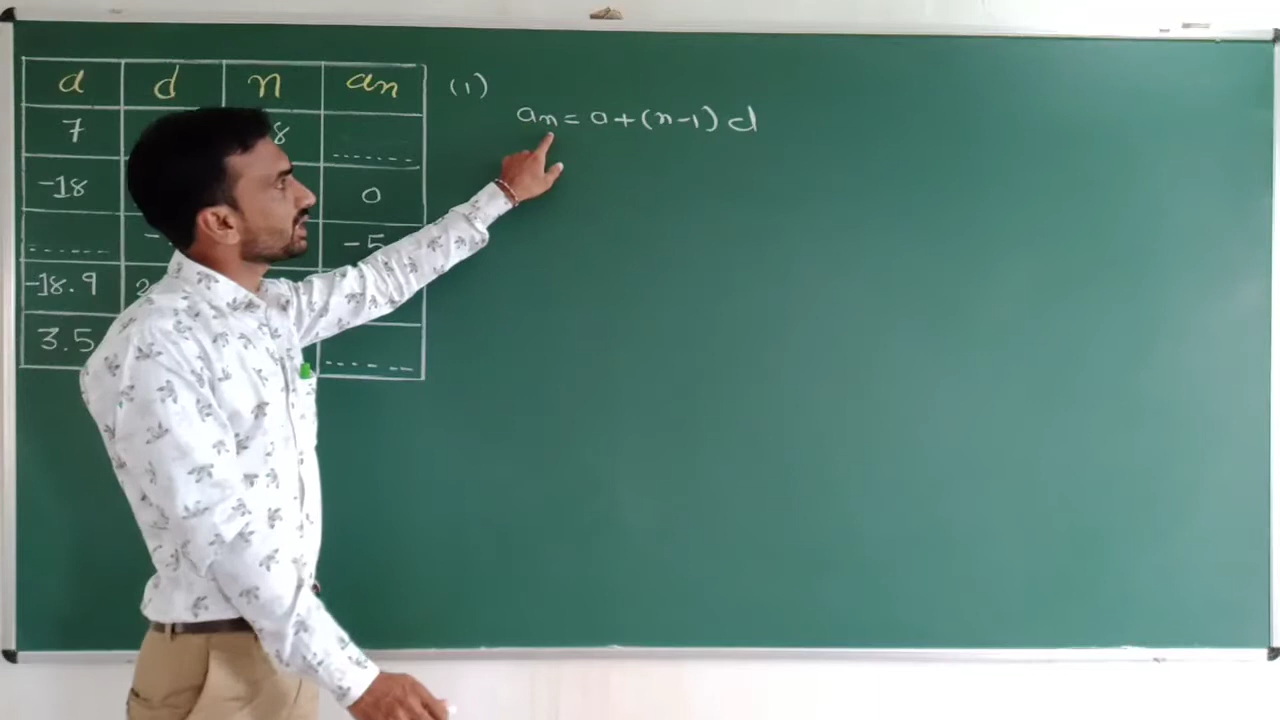 a d n an
7 8 .......
-18 0
....... - -5
-18.9 2
3.5 .......
(1)
an = a + (n-1) d